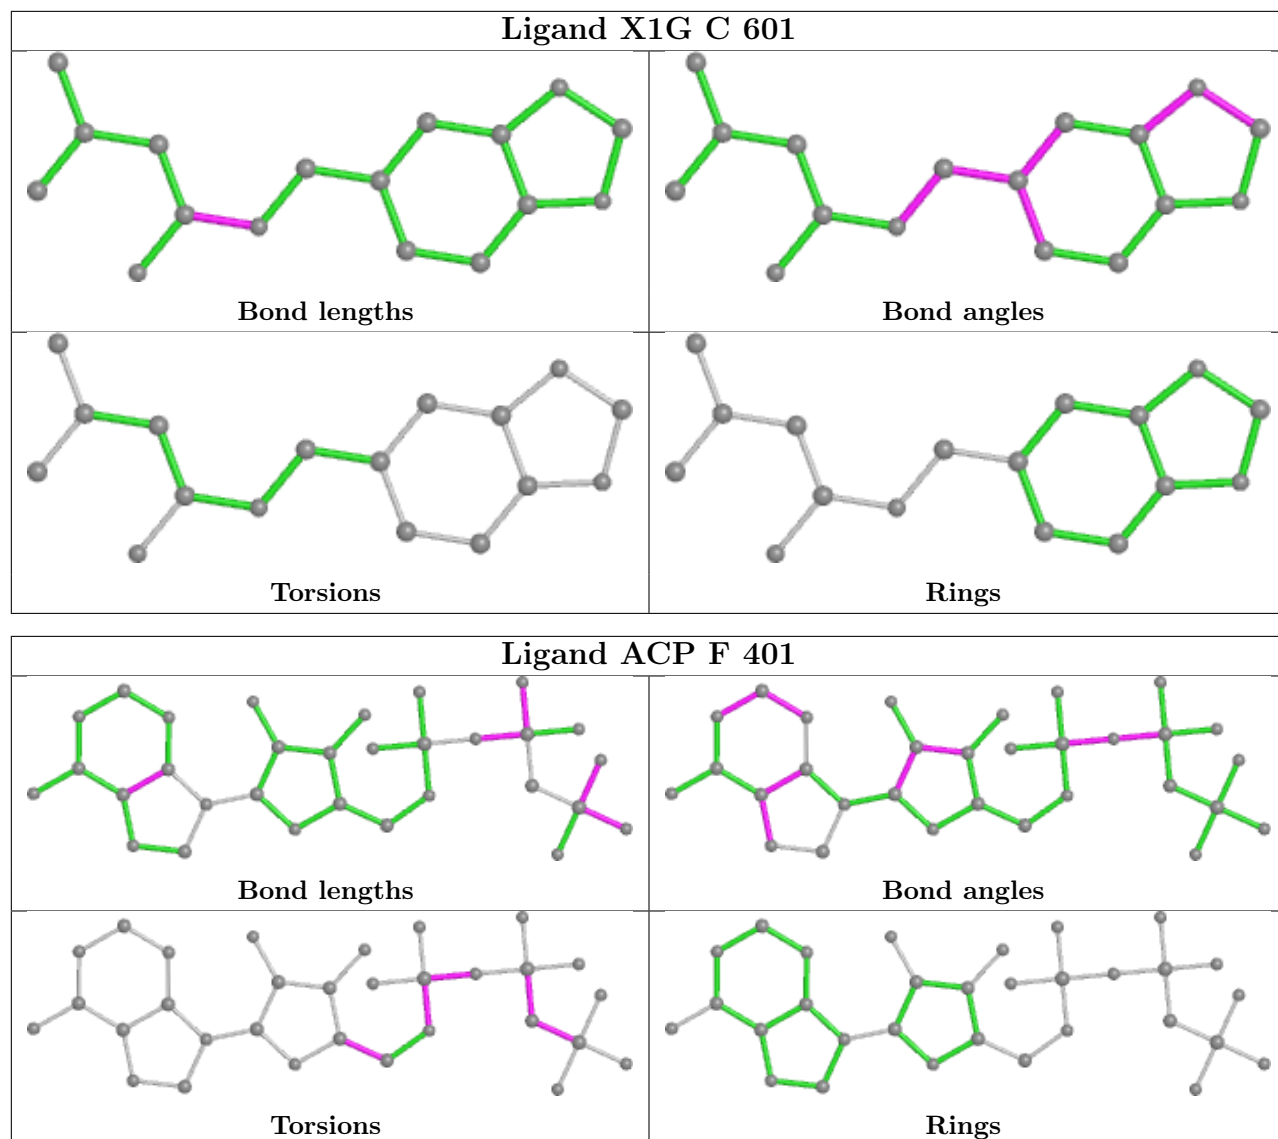 Ligand X1G C 601
Bond lengths
Bond angles
Torsions
Rings
Ligand ACP F 401
Bond lengths
Bond angles
Torsions
Rings